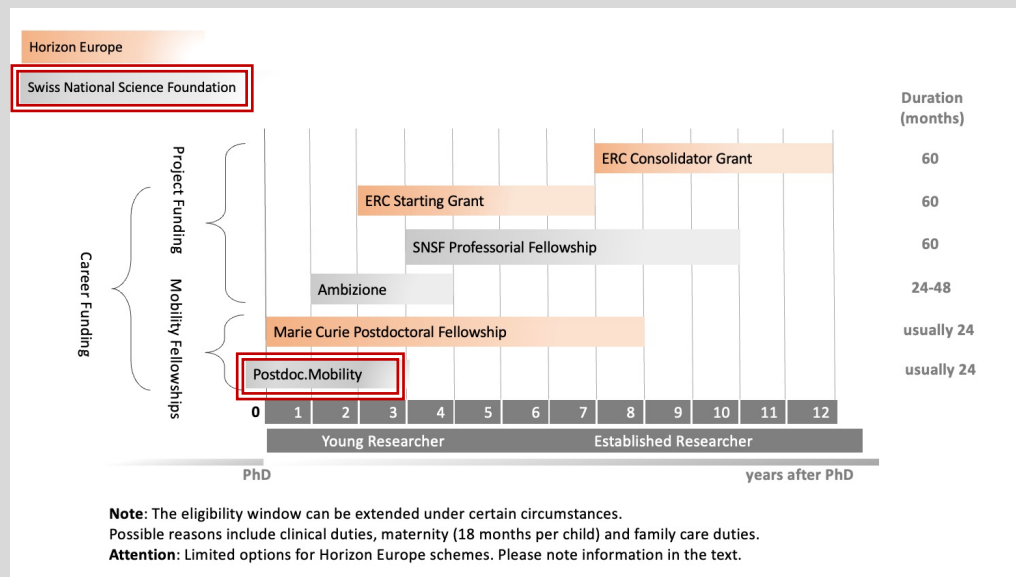 Horizon Europe
Swiss National Science Foundation
Duration
(months)
Career Funding
Project Funding
Mobility Fellowships
ERC Consolidator Grant
60
ERC Starting Grant
60
SNSF Professorial Fellowship
60
Ambizione
24-48
Marie Curie Postdoctoral Fellowship
usually 24
Postdoc.Mobility
usually 24
0 1 2 3 4 5 6 7 8 9 10 11 12
Young Researcher Established Researcher
PhD years after PhD
Note: The eligibility window can be extended under certain circumstances.
Possible reasons include clinical duties, maternity (18 months per child) and family care duties.
Attention: Limited options for Horizon Europe schemes. Please note information in the text.